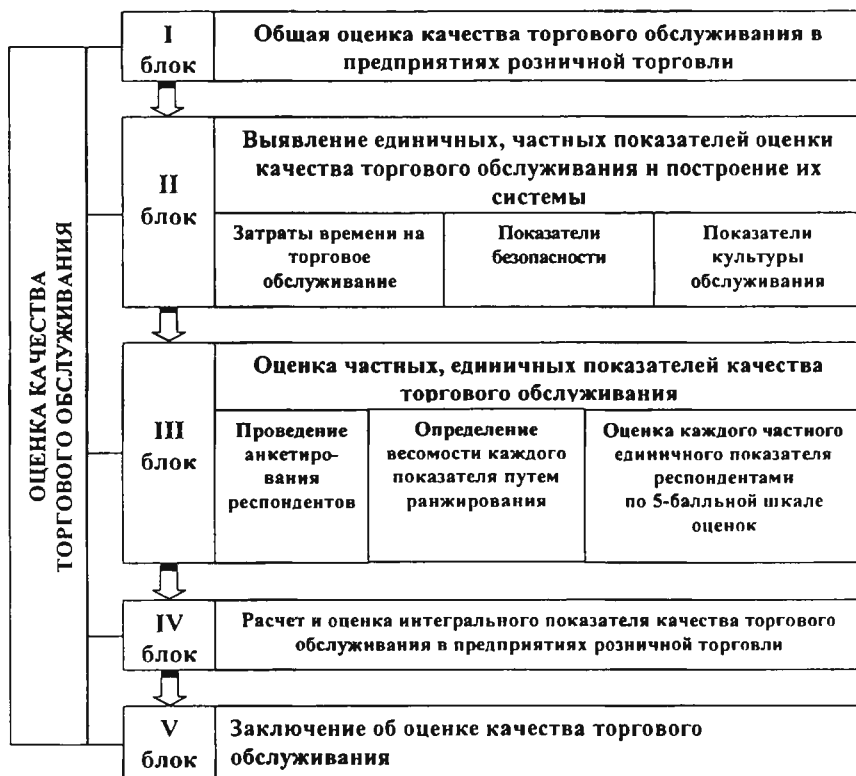 ОЦЕНКА КАЧЕСТВА
ТОРГОВОГО ОБСЛУЖИВАНИЯ
I
блок
Общая оценка качества торгового обслуживания в
предприятиях розничной торговли
II
блок
Выявление единичных, частных показателей оценки
качества торгового обслуживания н построение их
системы
Затраты времени на
торговое
обслуживание
Показатели
безопасности
Показатели
культуры
обслуживания
III
блок
Оценка частных, единичных показателей качества
торгового обслуживания
Проведение
анкетиро-
вания
респондентов
Определение
весомости каждого
показателя путем
ранжирования
Оценка каждого частного
единичного показателя
респондентами
по 5-балльной шкале
оценок
IV
блок
Расчет и оценка интегрального показателя качества торгового
обслуживания в предприятиях розничной торговли
V
блок
Заключение об оценке качества торгового
обслуживания